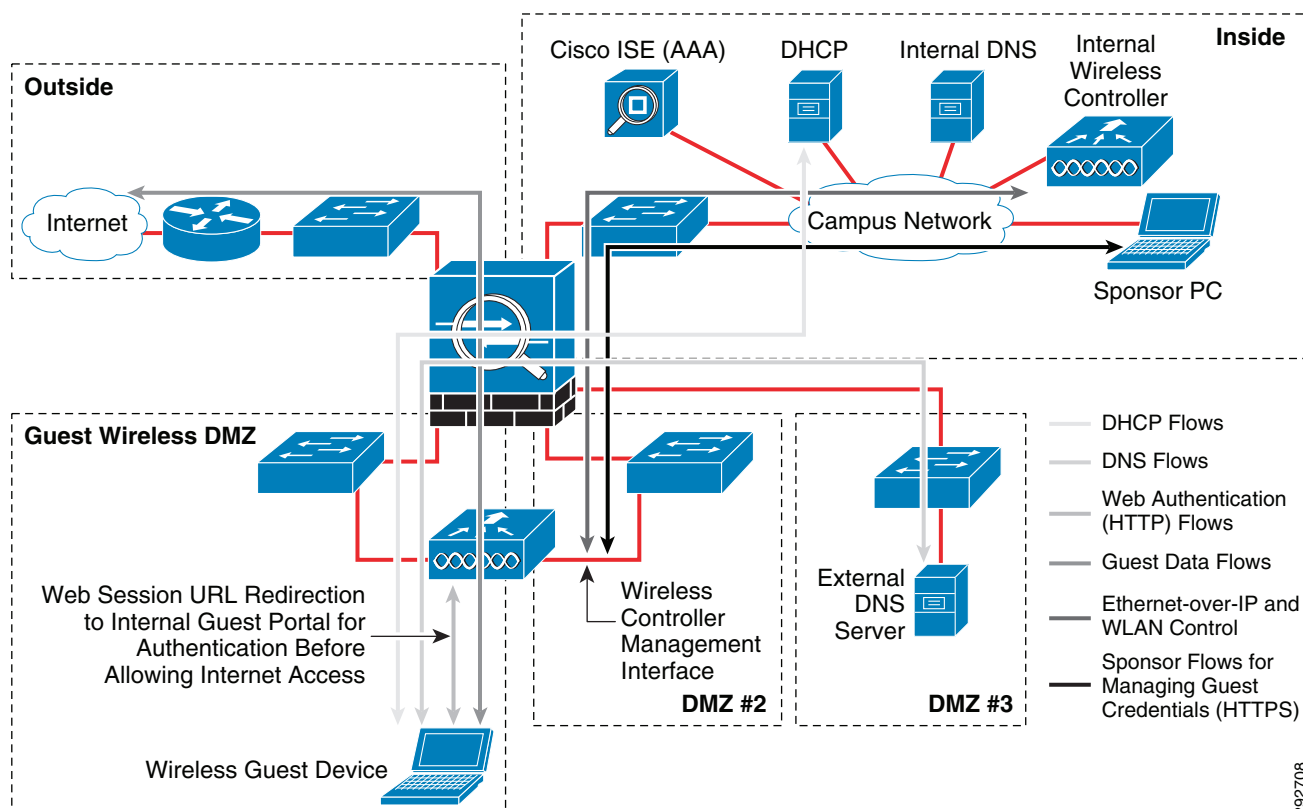 Inside
Cisco ISE (AAA)
DHCP
Internal DNS
Internal
Wireless
Controller
Outside
Internet
Campus Network
Sponsor PC
Guest Wireless DMZ
DHCP Flows
DNS Flows
Web Authentication
(HTTP) Flows
Guest Data Flows
Ethernet-over-IP and
WLAN Control
Sponsor Flows for
Managing Guest
Credentials (HTTPS)
Web Session URL Redirection
to Internal Guest Portal for
Authentication Before
Allowing Internet Access
Wireless
Controller
Management
Interface
External
DNS
Server
DMZ #2
DMZ #3
Wireless Guest Device